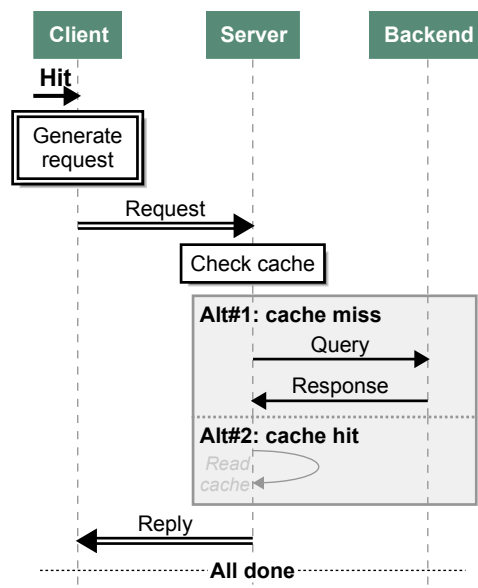 Client
Server
Backend
Hit
Generate
request
Request
Check cache
Alt#1: cache miss
Query
Response
Alt#2: cache hit
Read
cache
Reply
All done